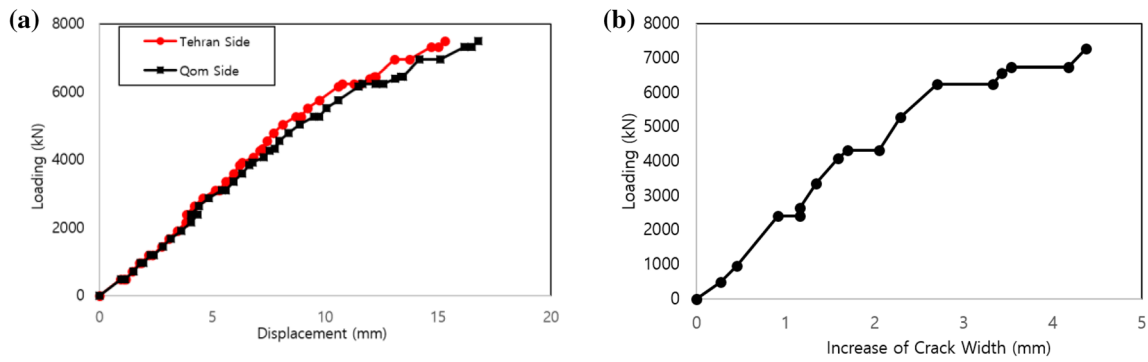 (a)
8000
6000
4000
2000
0
Loading (kN)
Tehran Side
Qom Side
0 5 10 15 20
Displacement (mm)
(b)
8000
7000
6000
5000
4000
3000
2000
1000
0
Loading (kN)
0 1 2 3 4 5
Increase of Crack Width (mm)